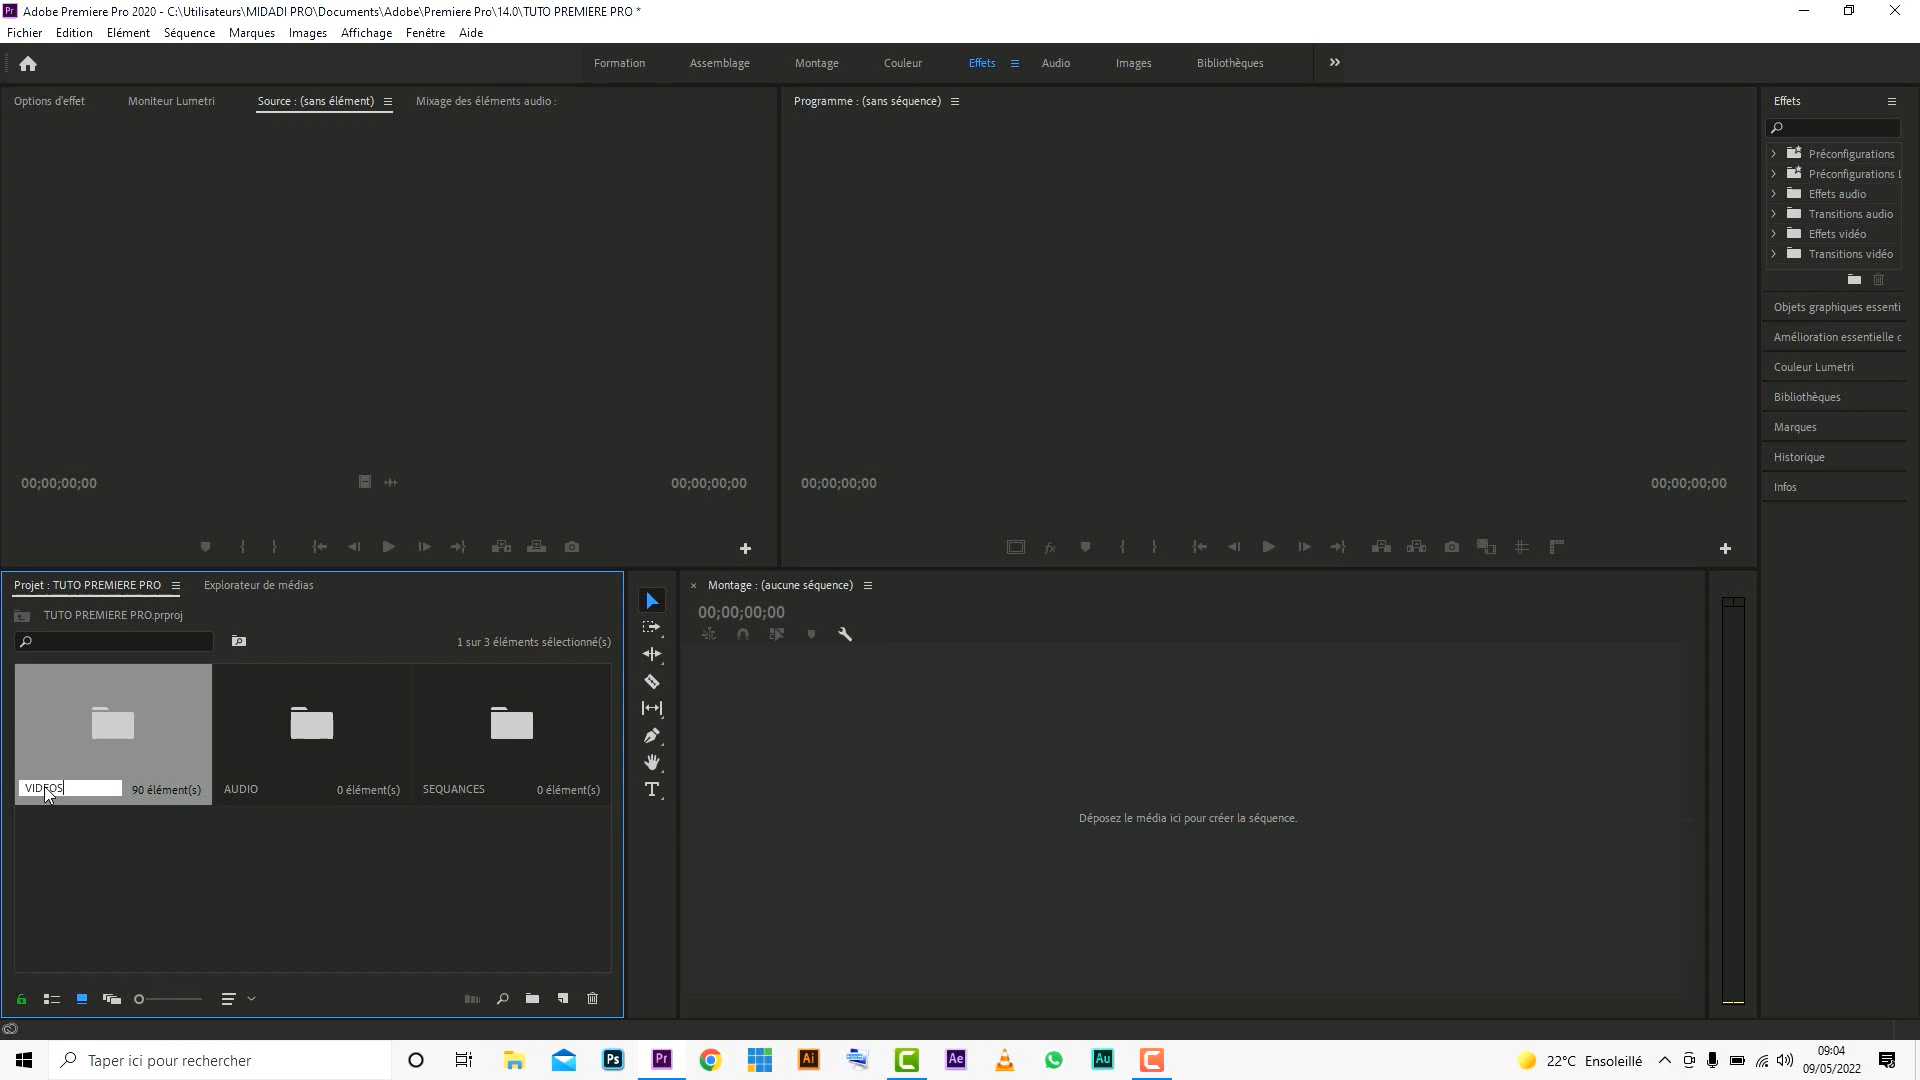 Pr Adobe Premiere Pro 2020 - C:\Utilisateurs\MIDADI PRO\Documents\Adobe\Premiere Pro\14.0\TUTO PREMIERE PRO *
Fichier Edition Elément Séquence Marques Images Affichage Fenêtre Aide
Formation Assemblage Montage Couleur Effets Audio Images Bibliothèques
Options d'effet Moniteur Lumetri Source : (sans élément) Mixage des éléments audio :
Programme : (sans séquence)
Effets
Préconfigurations
Préconfigurations L
Effets audio
Transitions audio
Effets vidéo
Transitions vidéo
Objets graphiques essenti
Amélioration essentielle c
Couleur Lumetri
Bibliothèques
Marques
Historique
Infos
00;00;00;00 00;00;00;00 00;00;00;00 00;00;00;00
Projet : TUTO PREMIERE PRO Explorateur de médias
TUTO PREMIERE PRO.prproj
1 sur 3 éléments sélectionné(s)
VIDEOS 90 élément(s) AUDIO 0 élément(s) SEQUANCES 0 élément(s)
Montage : (aucune séquence)
00;00;00;00
Déposez le média ici pour créer la séquence.
Taper ici pour rechercher
Ps Pr Ai Ae Au
22°C Ensoleillé
09:04
09/05/2022